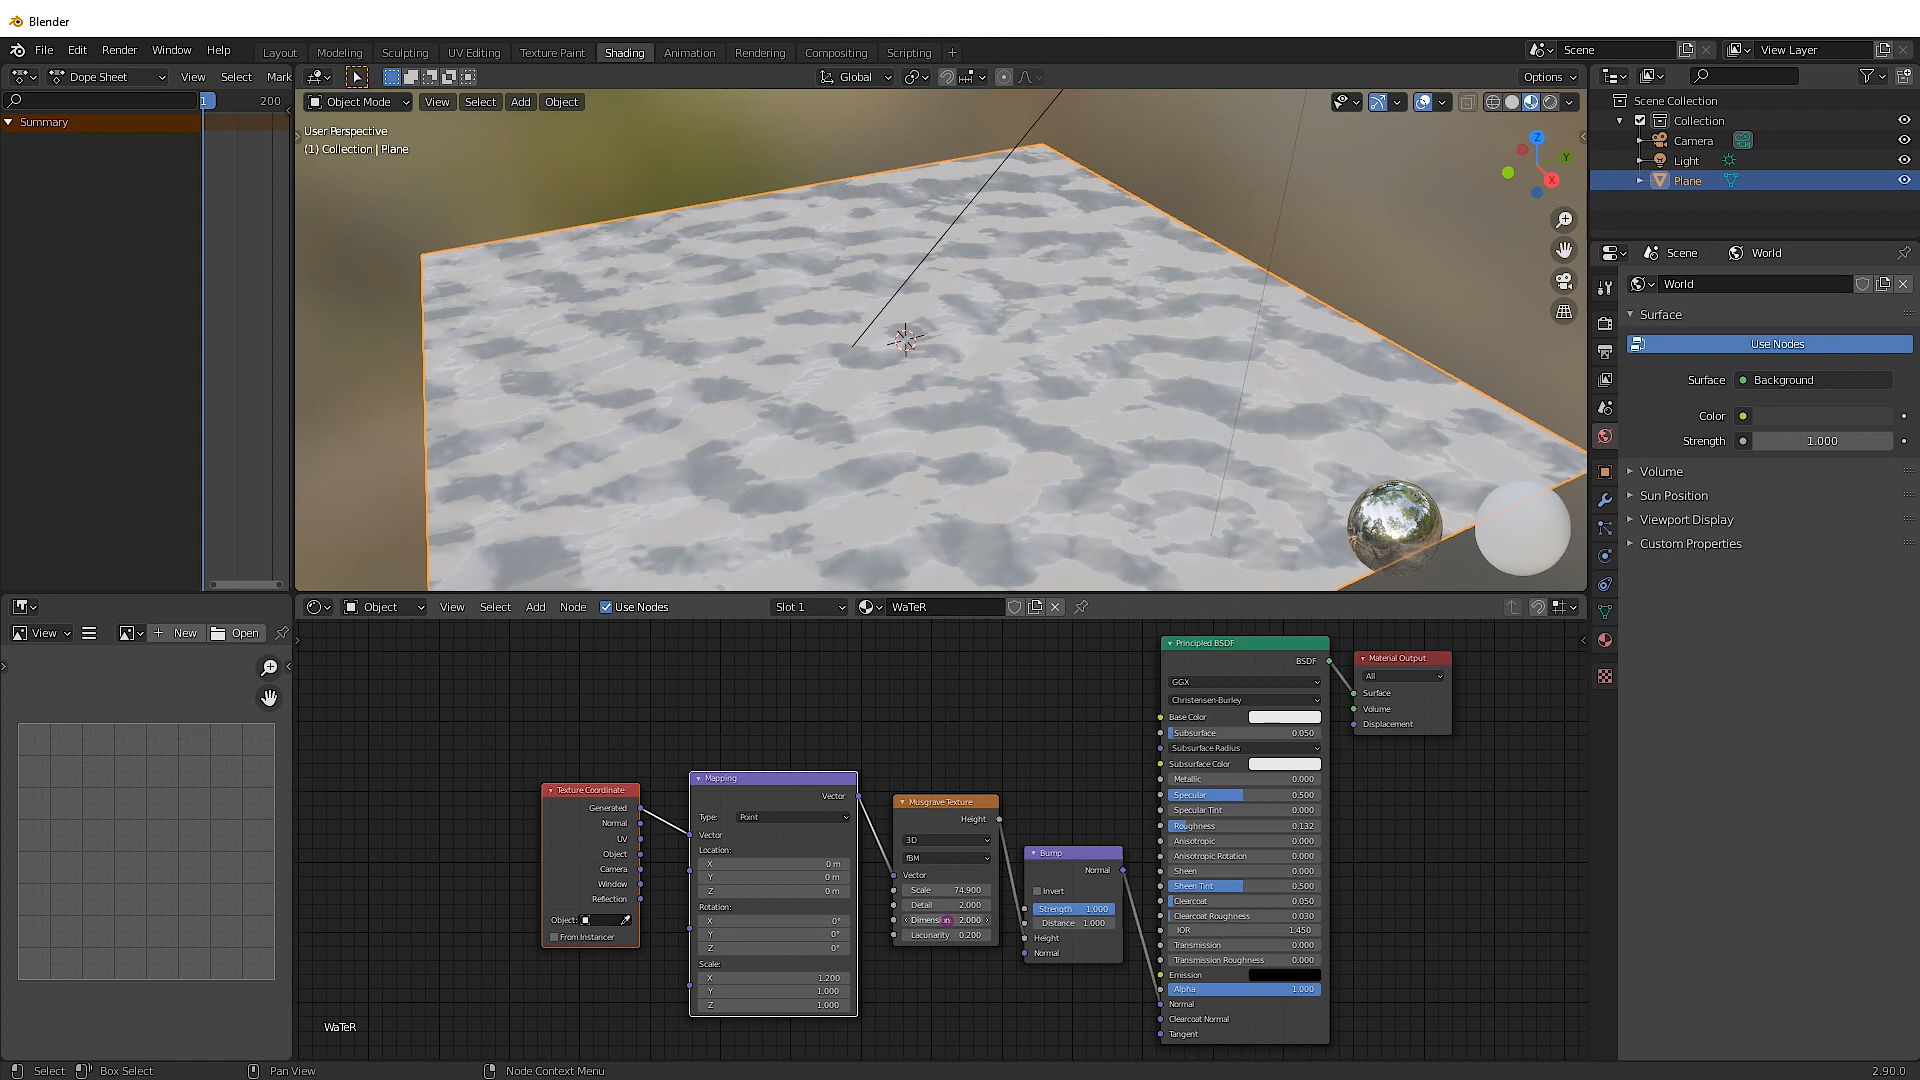 Blender
File Edit Render Window Help
Layout Modeling Sculpting UV Editing Texture Paint Shading Animation Rendering Compositing Scripting +
Scene
View Layer
Dope Sheet View Select Mark
Global
Options
1 200
Summary
Object Mode View Select Add Object
User Perspective
(1) Collection | Plane
Z
Y
X
Scene Collection
Collection
Camera
Light
Plane
Scene World
World
Surface
Use Nodes
Surface Background
Color
Strength 1.000
Volume
Sun Position
Viewport Display
Custom Properties
View New Open
Object View Select Add Node Use Nodes Slot 1 WaTeR
Texture Coordinate
Generated
Normal
UV
Object
Camera
Window
Reflection
Object:
From Instancer
Mapping
Vector
Type: Point
Vector
Location:
X 0 m
Y 0 m
Z 0 m
Rotation:
X 0°
Y 0°
Z 0°
Scale:
X 1.200
Y 1.000
Z 1.000
Musgrave Texture
Height
3D
fBM
Vector
Scale 74.900
Detail 2.000
Dimension 2.000
Lacunarity 0.200
Bump
Normal
Invert
Strength 1.000
Distance 1.000
Height
Normal
Principled BSDF
BSDF
GGX
Christensen-Burley
Base Color
Subsurface 0.050
Subsurface Radius
Subsurface Color
Metallic 0.000
Specular 0.500
Specular Tint 0.000
Roughness 0.132
Anisotropic 0.000
Anisotropic Rotation 0.000
Sheen 0.000
Sheen Tint 0.500
Clearcoat 0.050
Clearcoat Roughness 0.030
IOR 1.450
Transmission 0.000
Transmission Roughness 0.000
Emission
Alpha 1.000
Normal
Clearcoat Normal
Tangent
Material Output
All
Surface
Volume
Displacement
WaTeR
Select Box Select Pan View Node Context Menu 2.90.0